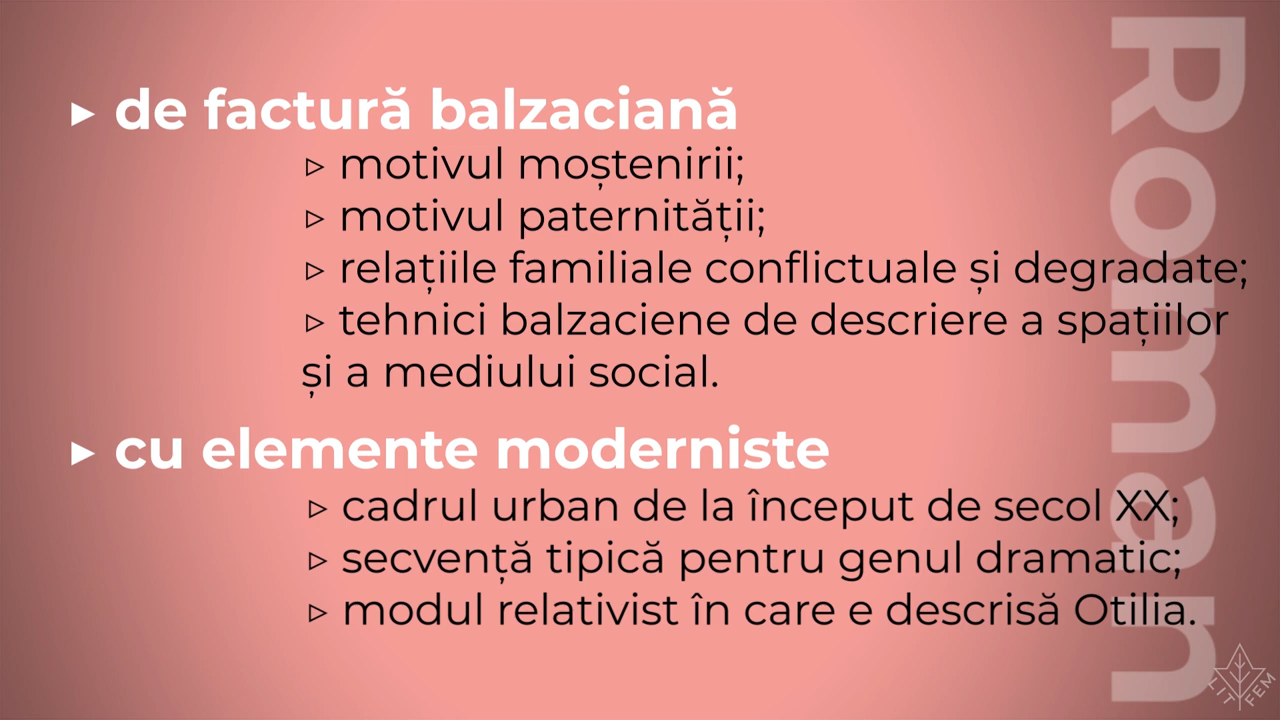 ▸ de factură balzaciană
▹ motivul moștenirii;
▹ motivul paternității;
▹ relațiile familiale conflictuale și degradate;
▹ tehnici balzaciene de descriere a spațiilor
și a mediului social.
▸ cu elemente moderniste
▹ cadrul urban de la început de secol XX;
▹ secvență tipică pentru genul dramatic;
▹ modul relativist în care e descrisă Otilia.
Roman
LIT FEM